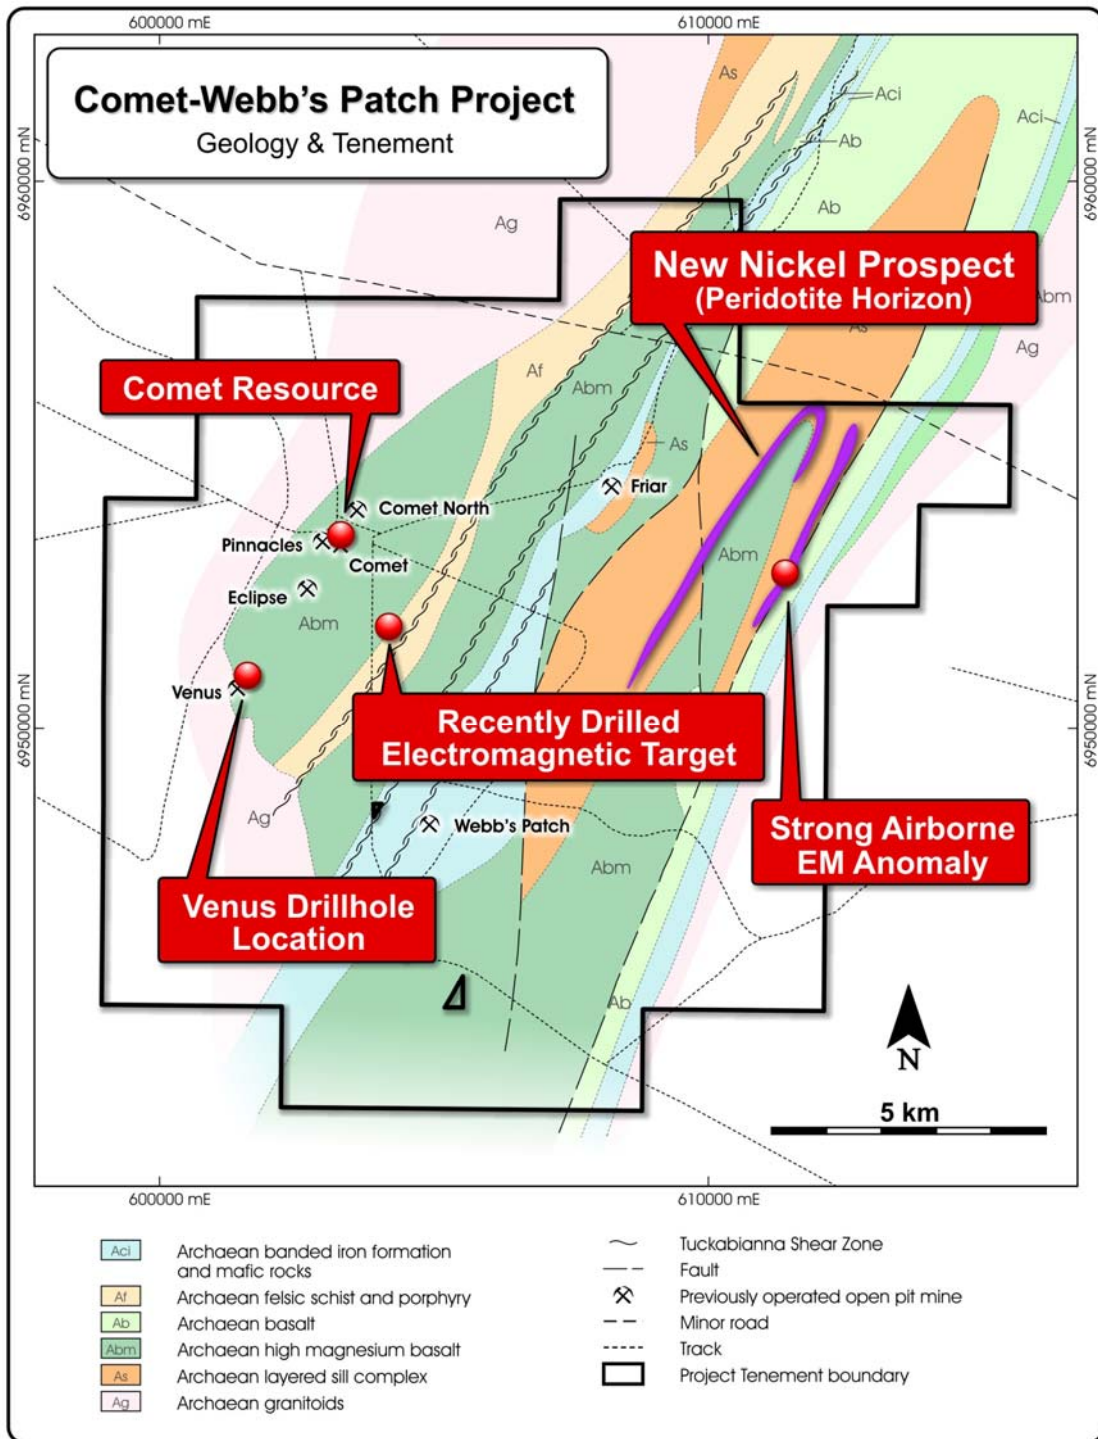 600000 mE
610000 mE
Comet-Webb's Patch Project
Geology & Tenement
6960000 mN
6960000 mN
As
Aci
Aci
Ab
Ab
Ag
New Nickel Prospect
(Peridotite Horizon)
Abm
As
Ag
Comet Resource
Af
Abm
As
Friar
Comet North
Pinnacles
Comet
Abm
Eclipse
Abm
Venus
Recently Drilled
Electromagnetic Target
6950000 mN
6950000 mN
Ag
Webb's Patch
Strong Airborne
EM Anomaly
Abm
Venus Drillhole
Location
Ab
N
5 km
600000 mE
610000 mE
Aci Archaean banded iron formation
and mafic rocks
Af Archaean felsic schist and porphyry
Ab Archaean basalt
Abm Archaean high magnesium basalt
As Archaean layered sill complex
Ag Archaean granitoids
Tuckabianna Shear Zone
Fault
Previously operated open pit mine
Minor road
Track
Project Tenement boundary